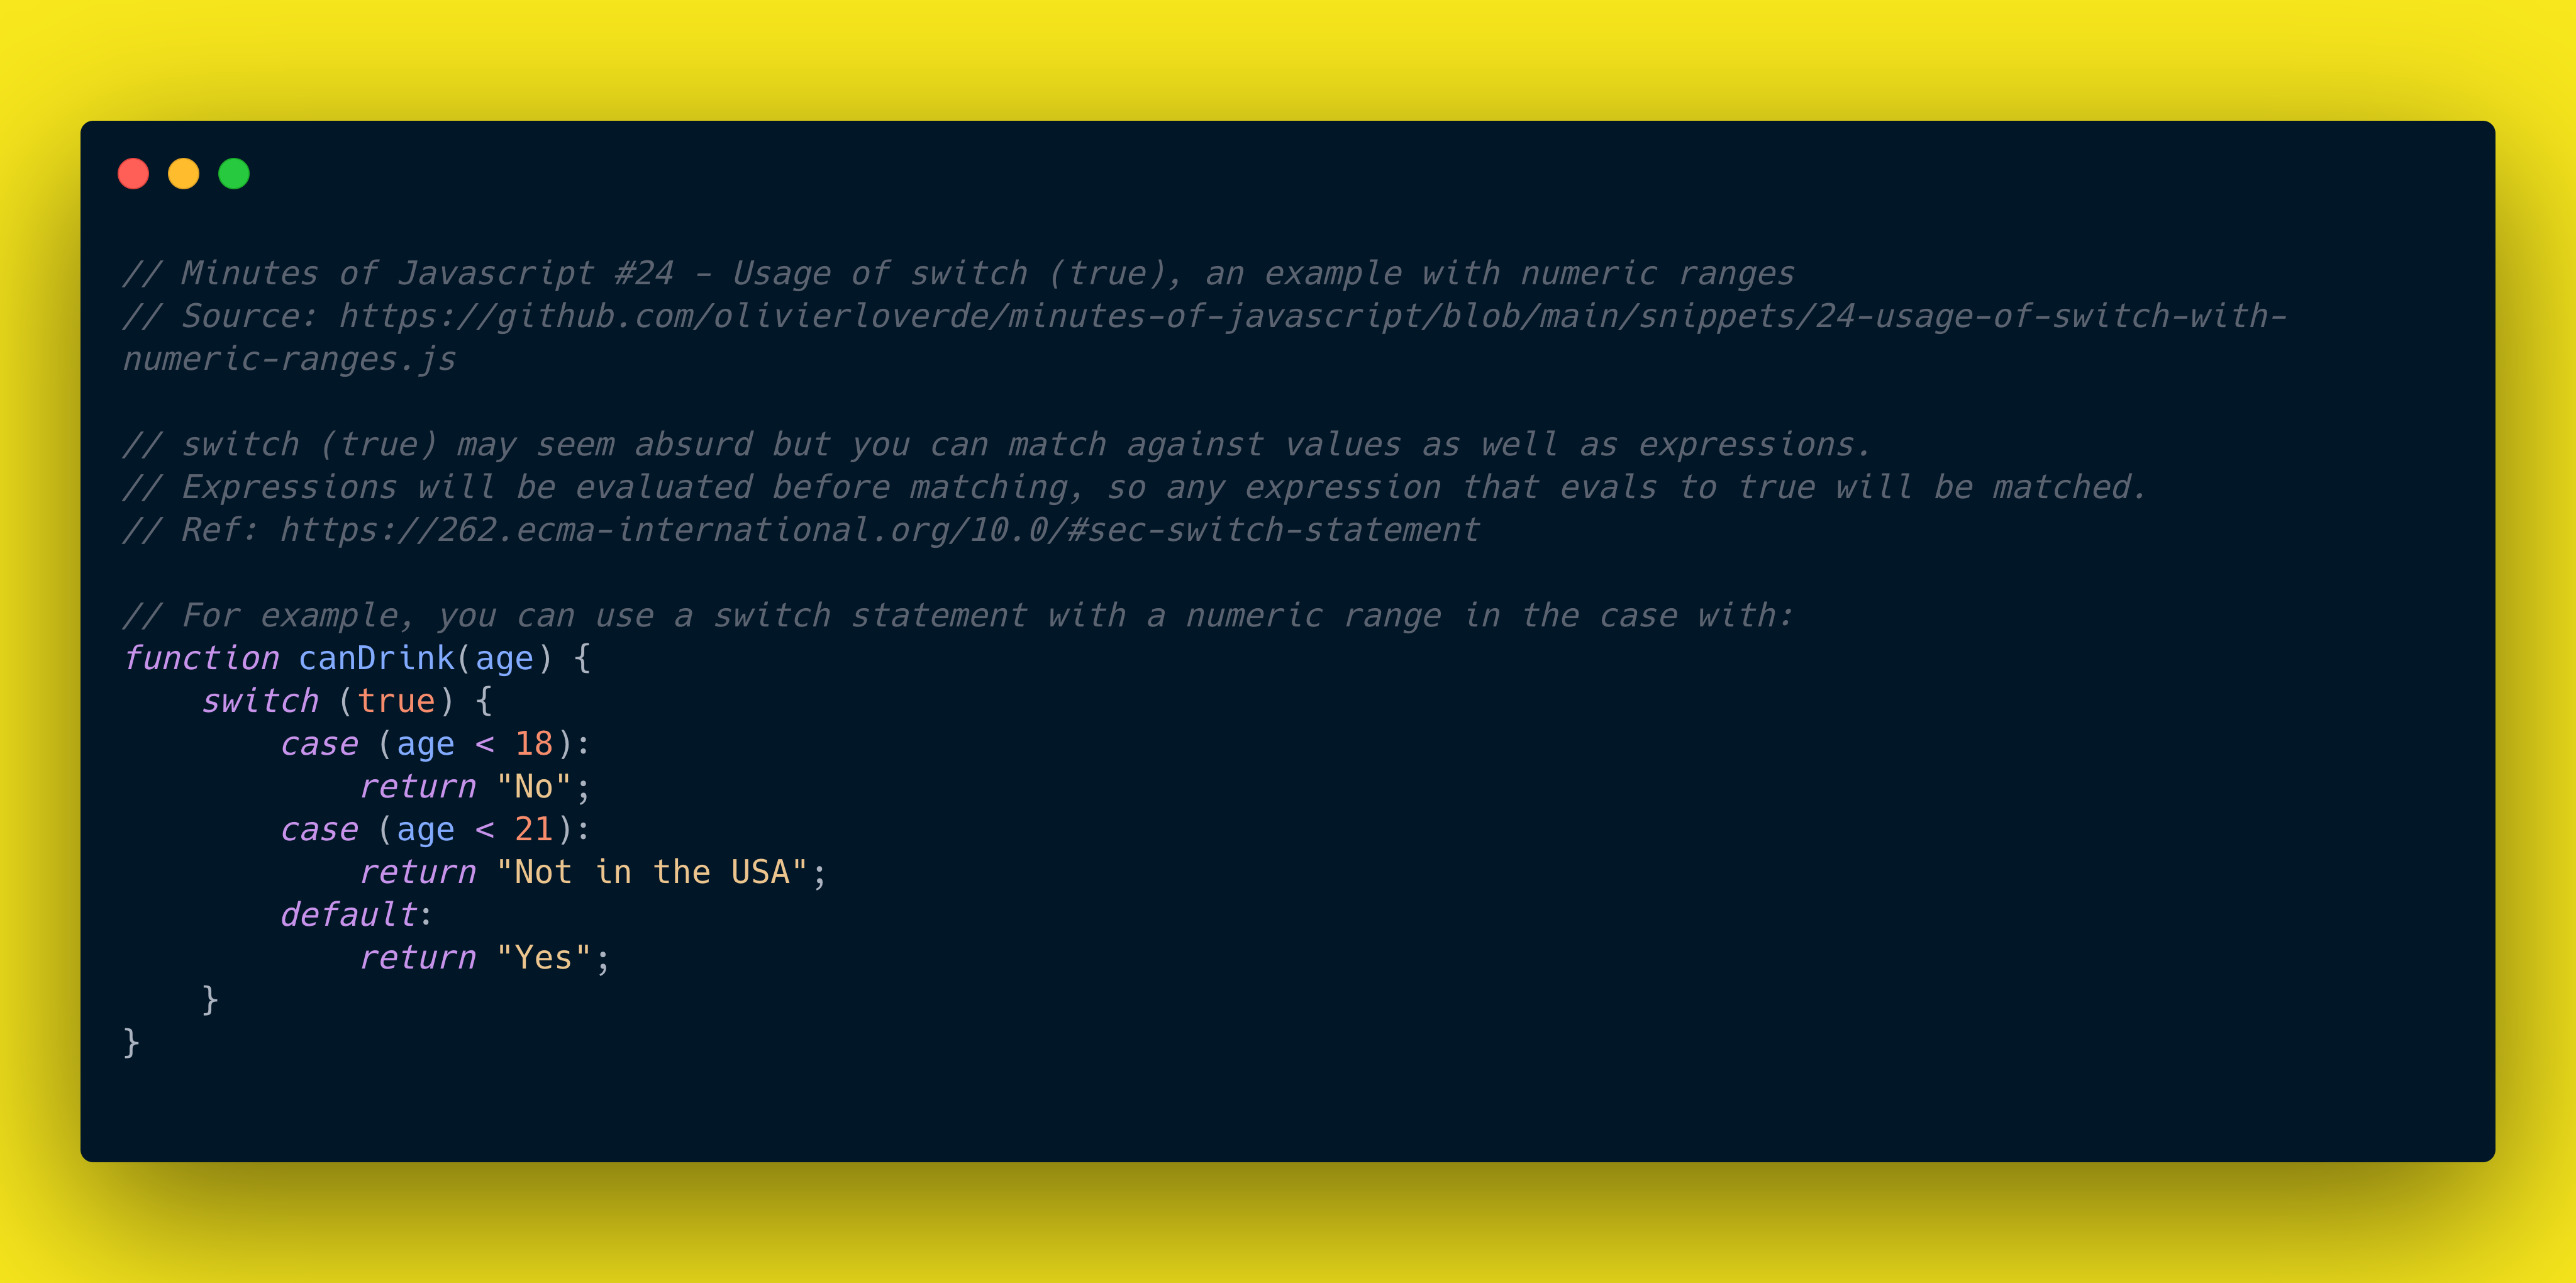 // Minutes of Javascript #24 - Usage of switch (true), an example with numeric ranges
// Source: https://github.com/olivierloverde/minutes-of-javascript/blob/main/snippets/24-usage-of-switch-with-
numeric-ranges.js
// switch (true) may seem absurd but you can match against values as well as expressions.
// Expressions will be evaluated before matching, so any expression that evals to true will be matched.
// Ref: https://262.ecma-international.org/10.0/#sec-switch-statement
// For example, you can use a switch statement with a numeric range in the case with:
function canDrink(age) {
    switch (true) {
        case (age < 18):
            return "No";
        case (age < 21):
            return "Not in the USA";
        default:
            return "Yes";
    }
}